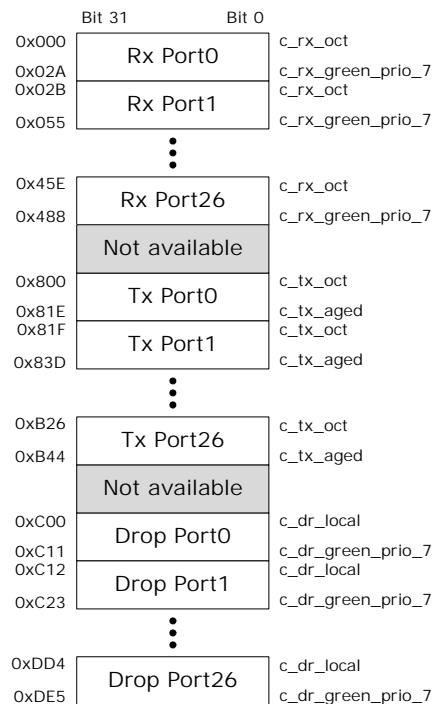 Bit 31 Bit 0
0x000 c_rx_oct
Rx Port0
0x02A c_rx_green_prio_7
0x02B c_rx_oct
Rx Port1
0x055 c_rx_green_prio_7
0x45E c_rx_oct
Rx Port26
0x488 c_rx_green_prio_7
Not available
0x800 c_tx_oct
Tx Port0
0x81E c_tx_aged
0x81F c_tx_oct
Tx Port1
0x83D c_tx_aged
0xB26 c_tx_oct
Tx Port26
0xB44 c_tx_aged
Not available
0xC00 c_dr_local
Drop Port0
0xC11 c_dr_green_prio_7
0xC12 c_dr_local
Drop Port1
0xC23 c_dr_green_prio_7
0xDD4 c_dr_local
Drop Port26
0xDE5 c_dr_green_prio_7